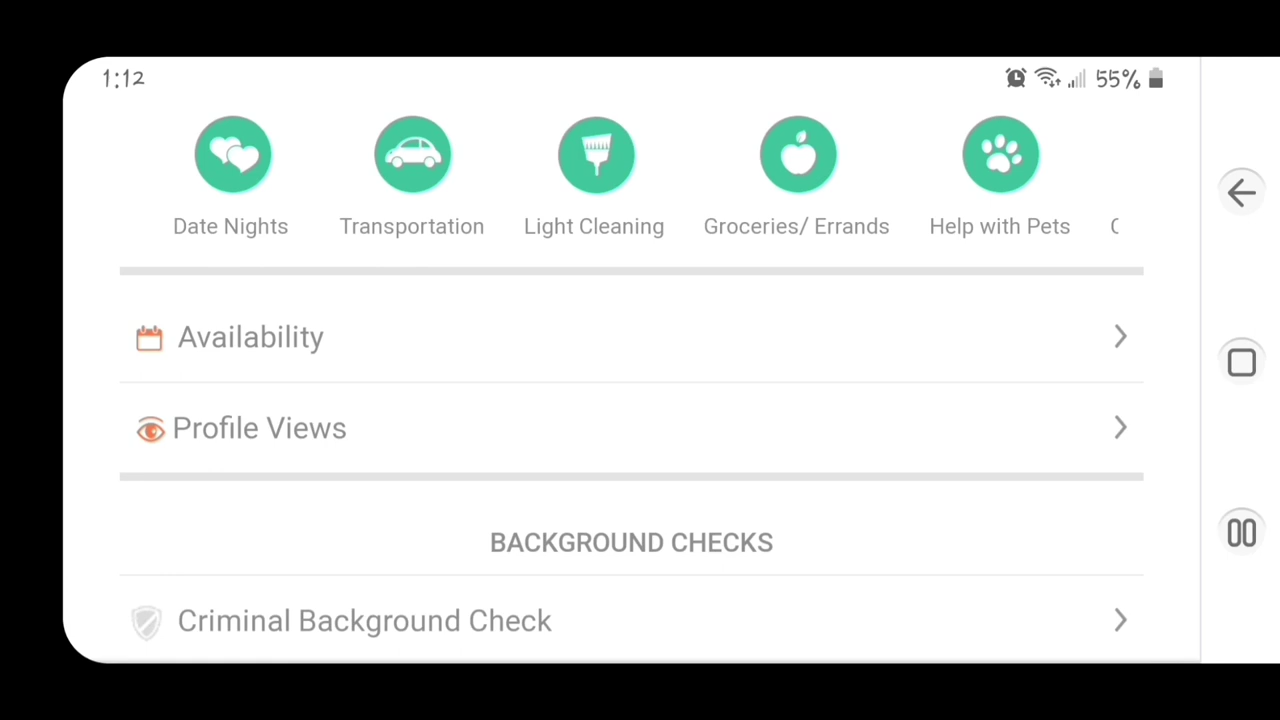 1:12 55%
Date Nights Transportation Light Cleaning Groceries/ Errands Help with Pets
Availability
Profile Views
BACKGROUND CHECKS
Criminal Background Check